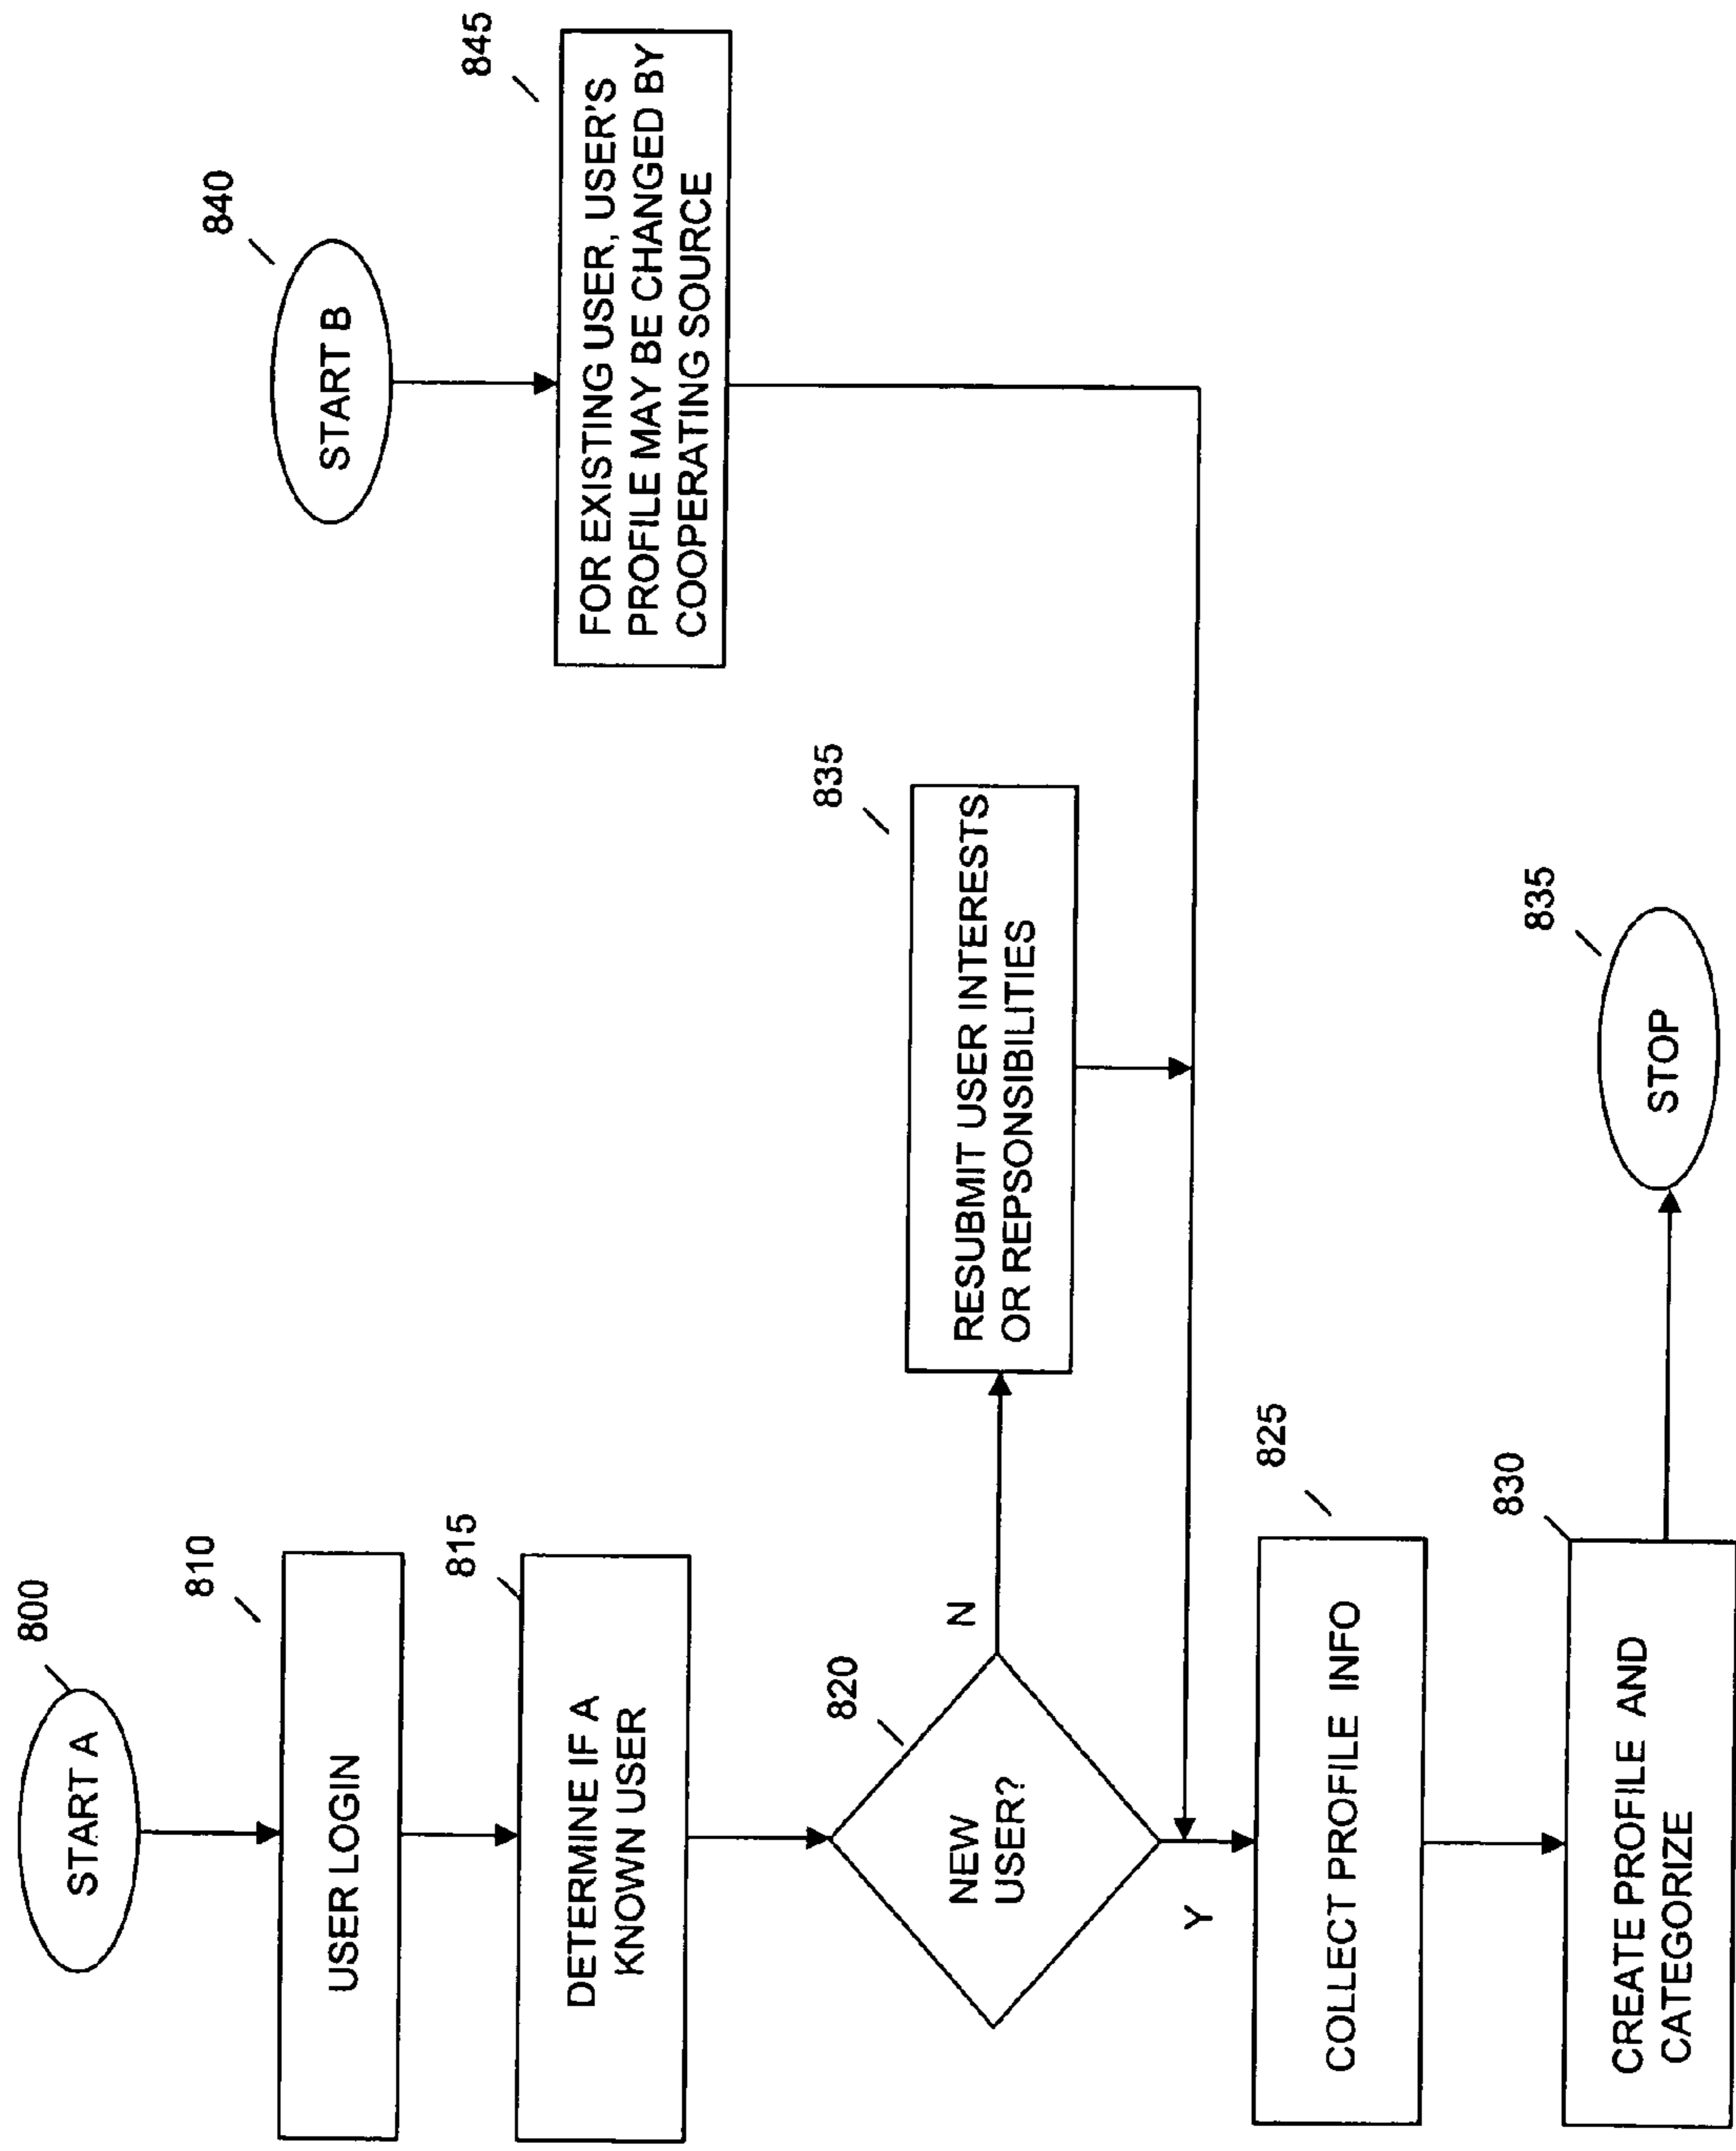 800
START A
810
USER LOGIN
815
DETERMINE IF A
KNOWN USER
820
NEW
USER?
N
Y
835
RESUBMIT USER INTERESTS
OR REPSONSIBILITIES
840
START B
845
FOR EXISTING USER, USER'S
PROFILE MAY BE CHANGED BY
COOPERATING SOURCE
825
COLLECT PROFILE INFO
830
CREATE PROFILE AND
CATEGORIZE
835
STOP